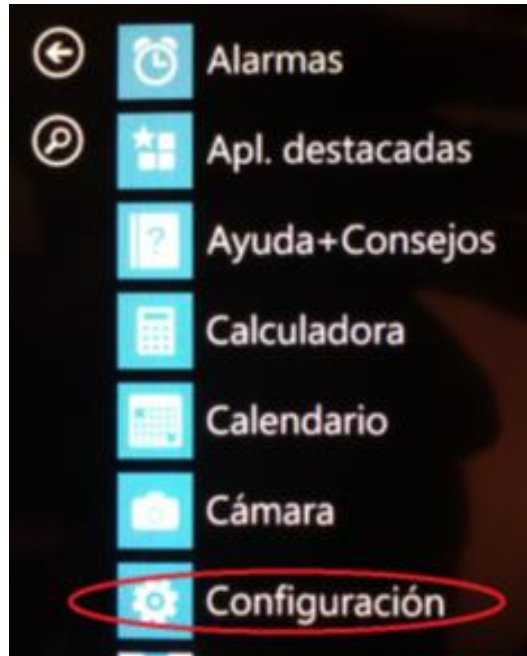 Alarmas
Apl. destacadas
Ayuda+Consejos
Calculadora
Calendario
Cámara
Configuración